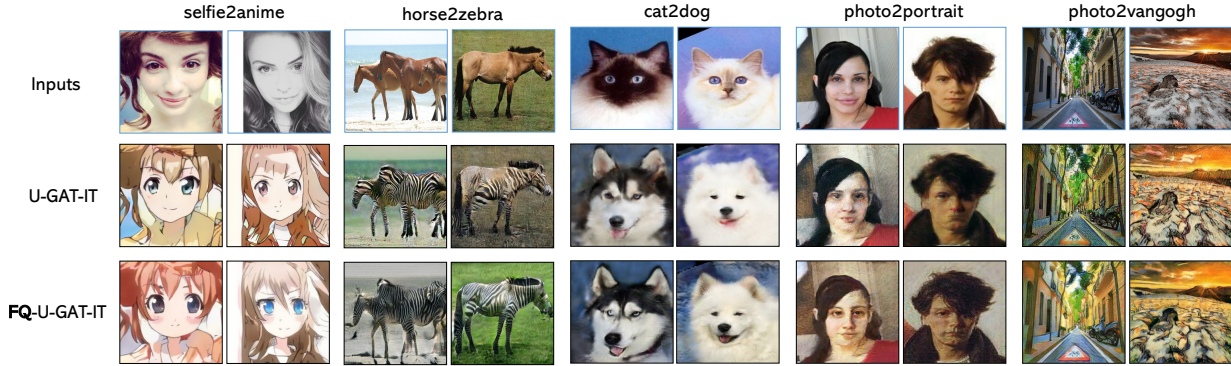 selfie2anime
horse2zebra
cat2dog
photo2portrait
photo2vangogh
Inputs
U-GAT-IT
FQ-U-GAT-IT